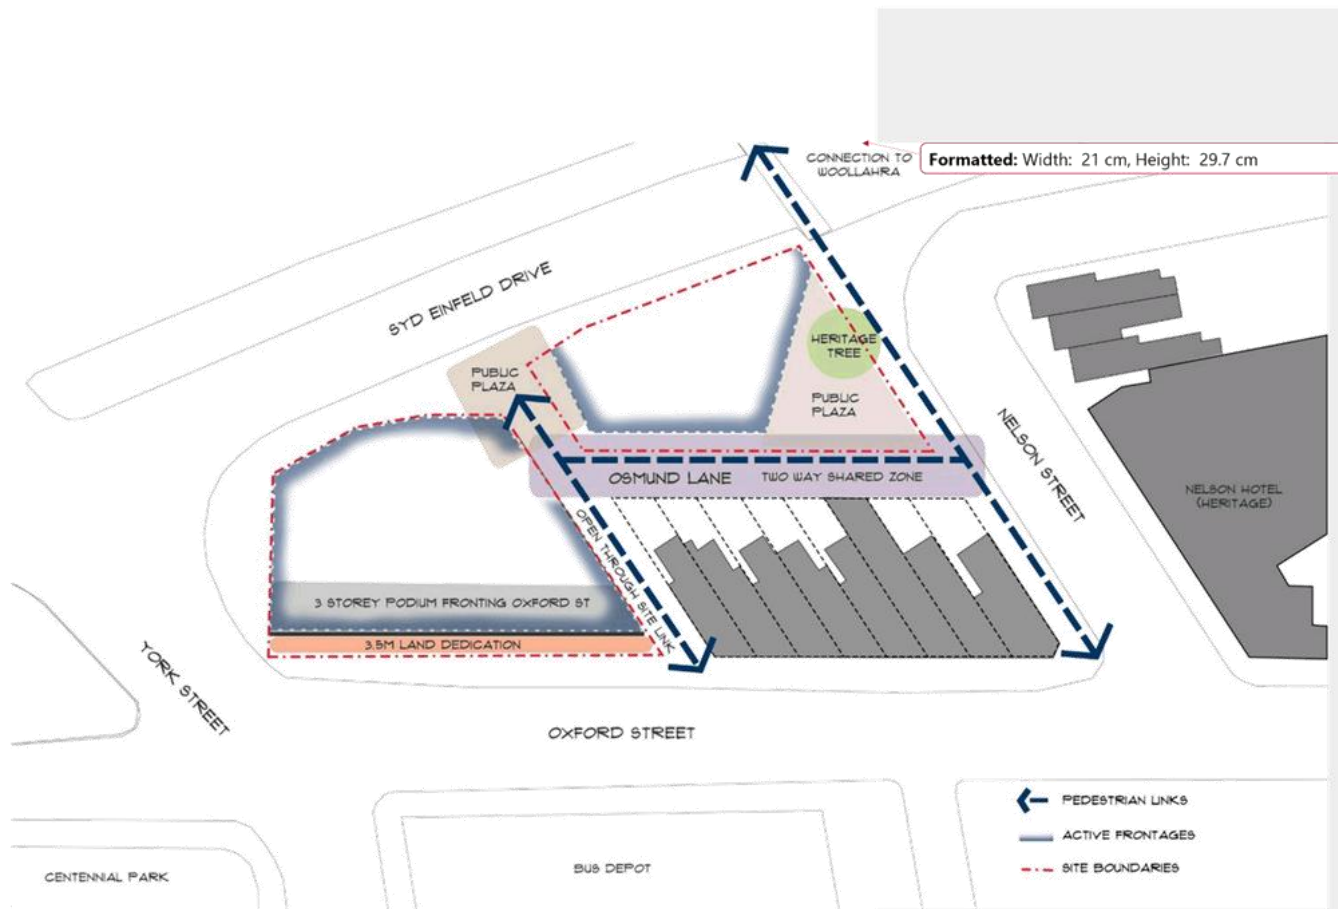 CONNECTION TO
WOOLLAHRA
Formatted: Width: 21 cm, Height: 29.7 cm
SYD EINFELD DRIVE
HERITAGE
TREE
PUBLIC
PLAZA
PUBLIC
PLAZA
NELSON STREET
OSMUND LANE TWO WAY SHARED ZONE
NELSON HOTEL
(HERITAGE)
OPEN THROUGH SITE LINK
3 STOREY PODIUM FRONTING OXFORD ST
3.5M LAND DEDICATION
YORK STREET
OXFORD STREET
PEDESTRIAN LINKS
ACTIVE FRONTAGES
SITE BOUNDARIES
BUS DEPOT
CENTENNIAL PARK